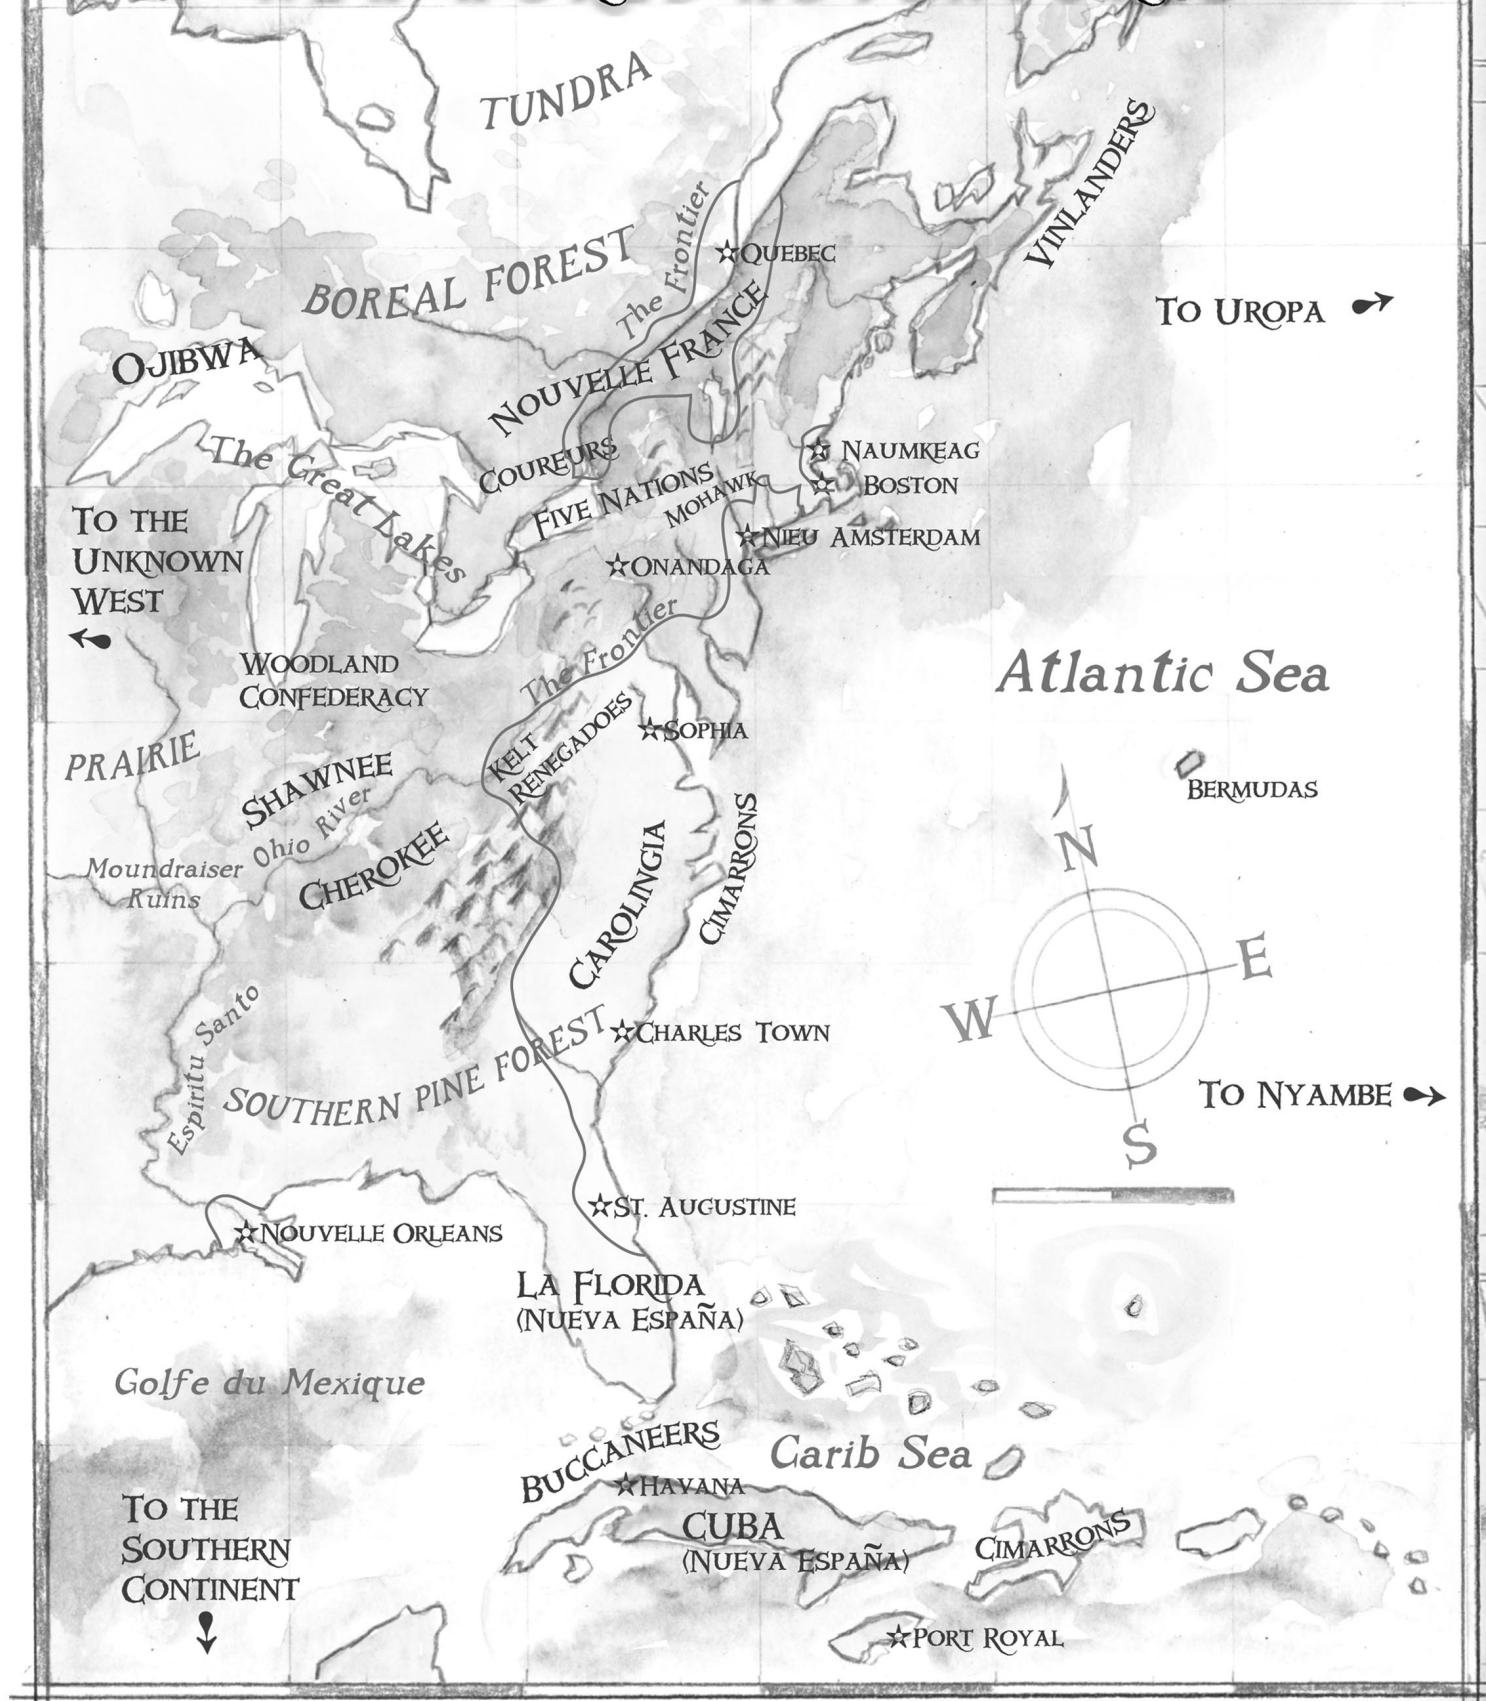 TUNDRA
VINLANDERS
The Frontier
QUEBEC
BOREAL FOREST
TO UROPA
OJIBWA
NOUVELLE FRANCE
The Great Lakes
COUREURS
NAUMKEAG
FIVE NATIONS
MOHAWK
BOSTON
TO THE
UNKNOWN
WEST
NIEU AMSTERDAM
ONANDAGA
The Frontier
WOODLAND
CONFEDERACY
Atlantic Sea
KELT
RENEGADOES
SOPHIA
PRAIRIE
SHAWNEE
BERMUDAS
Ohio River
CHEROKEE
CAROLINGIA
CIMARRONS
Moundraiser
Ruins
N
E
W
S
Espiritu Santo
SOUTHERN PINE FOREST
CHARLES TOWN
TO NYAMBE
ST. AUGUSTINE
NOUVELLE ORLEANS
LA FLORIDA
(NUEVA ESPAÑA)
Golfe du Mexique
BUCCANEERS
Carib Sea
HAVANA
CUBA
(NUEVA ESPAÑA)
CIMARRONS
TO THE
SOUTHERN
CONTINENT
PORT ROYAL